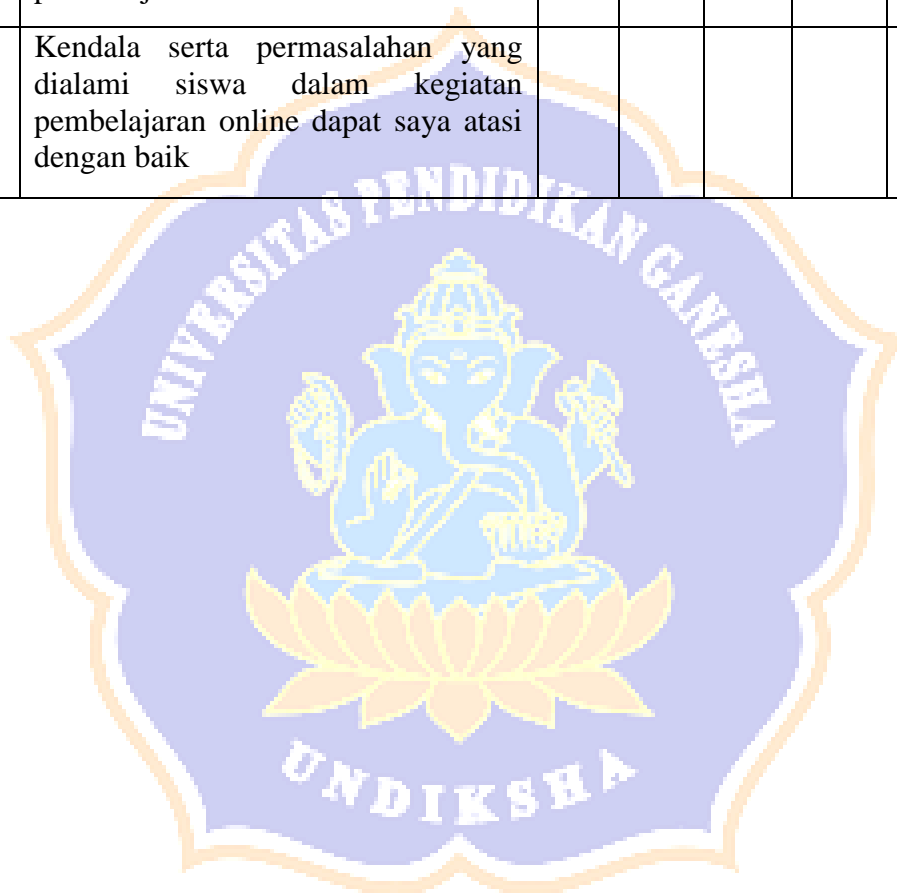 Kendala serta permasalahan yang
dialami siswa dalam kegiatan
pembelajaran online dapat saya atasi
dengan baik
UNIVERSITAS PENDIDIKAN GANESHA
UNDIKSHA